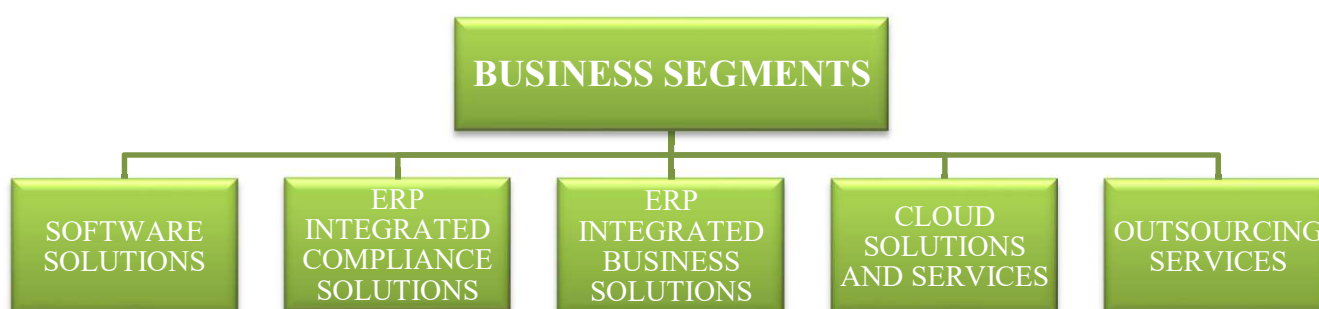 BUSINESS SEGMENTS
SOFTWARE
SOLUTIONS
ERP
INTEGRATED
COMPLIANCE
SOLUTIONS
ERP
INTEGRATED
BUSINESS
SOLUTIONS
CLOUD
SOLUTIONS
AND SERVICES
OUTSOURCING
SERVICES